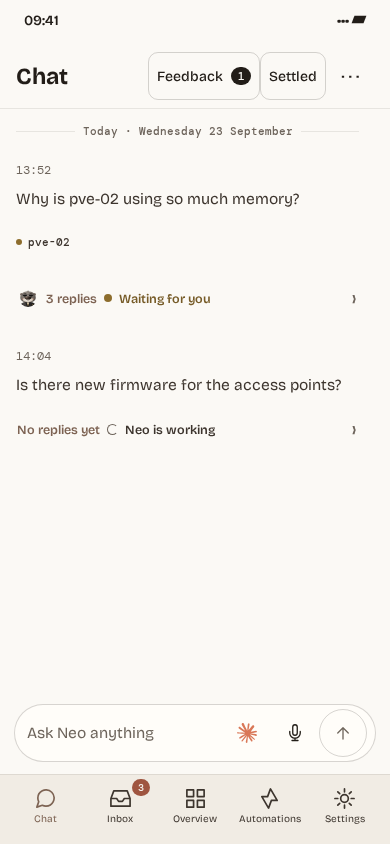 09:41
Chat
Feedback 1
Settled
Today · Wednesday 23 September
13:52
Why is pve-02 using so much memory?
pve-02
3 replies
Waiting for you
14:04
Is there new firmware for the access points?
No replies yet
Neo is working
Ask Neo anything
3
Chat
Inbox
Overview
Automations
Settings